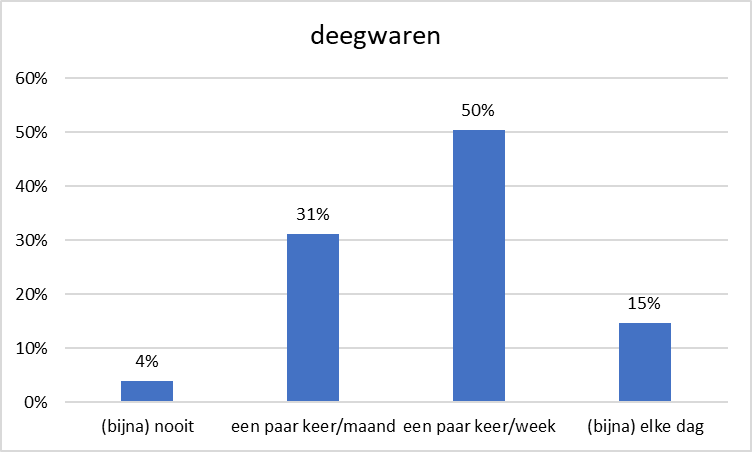 deegwaren
60%
50%
40%
30%
20%
10%
0%
4%
31%
50%
15%
(bijna) nooit
een paar keer/maand
een paar keer/week
(bijna) elke dag